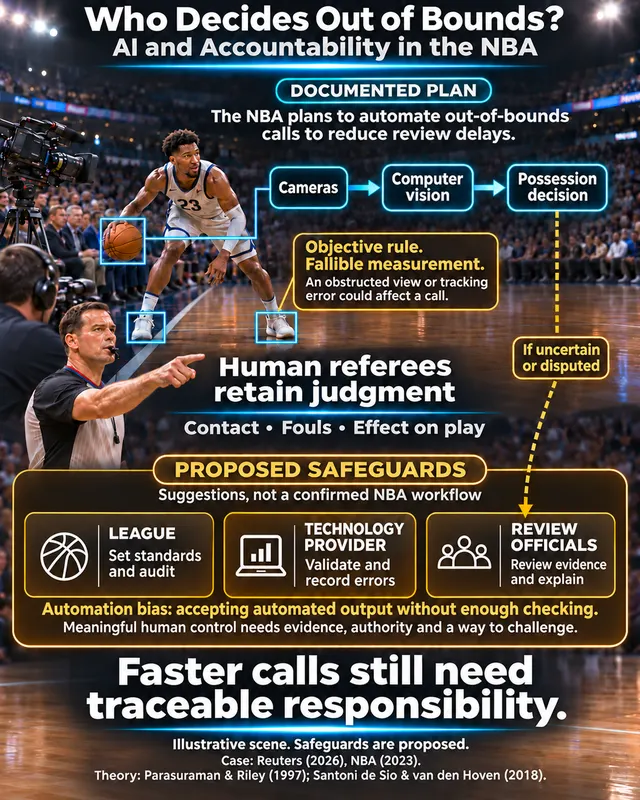 Who Decides Out of Bounds?
AI and Accountability in the NBA
DOCUMENTED PLAN
The NBA plans to automate out-of-bounds
calls to reduce review delays.
Cameras
Computer
vision
Possession
decision
23
Objective rule.
Fallible measurement.
An obstructed view or tracking
error could affect a call.
If uncertain
or disputed
Human referees
retain judgment
Contact • Fouls • Effect on play
PROPOSED SAFEGUARDS
Suggestions, not a confirmed NBA workflow
LEAGUE
Set standards
and audit
TECHNOLOGY
PROVIDER
Validate and
record errors
REVIEW
OFFICIALS
Review evidence
and explain
Automation bias: accepting automated output without enough checking.
Meaningful human control needs evidence, authority and a way to challenge.
Faster calls still need
traceable responsibility.
Illustrative scene. Safeguards are proposed.
Case: Reuters (2026), NBA (2023).
Theory: Parasuraman & Riley (1997); Santoni de Sio & van den Hoven (2018).